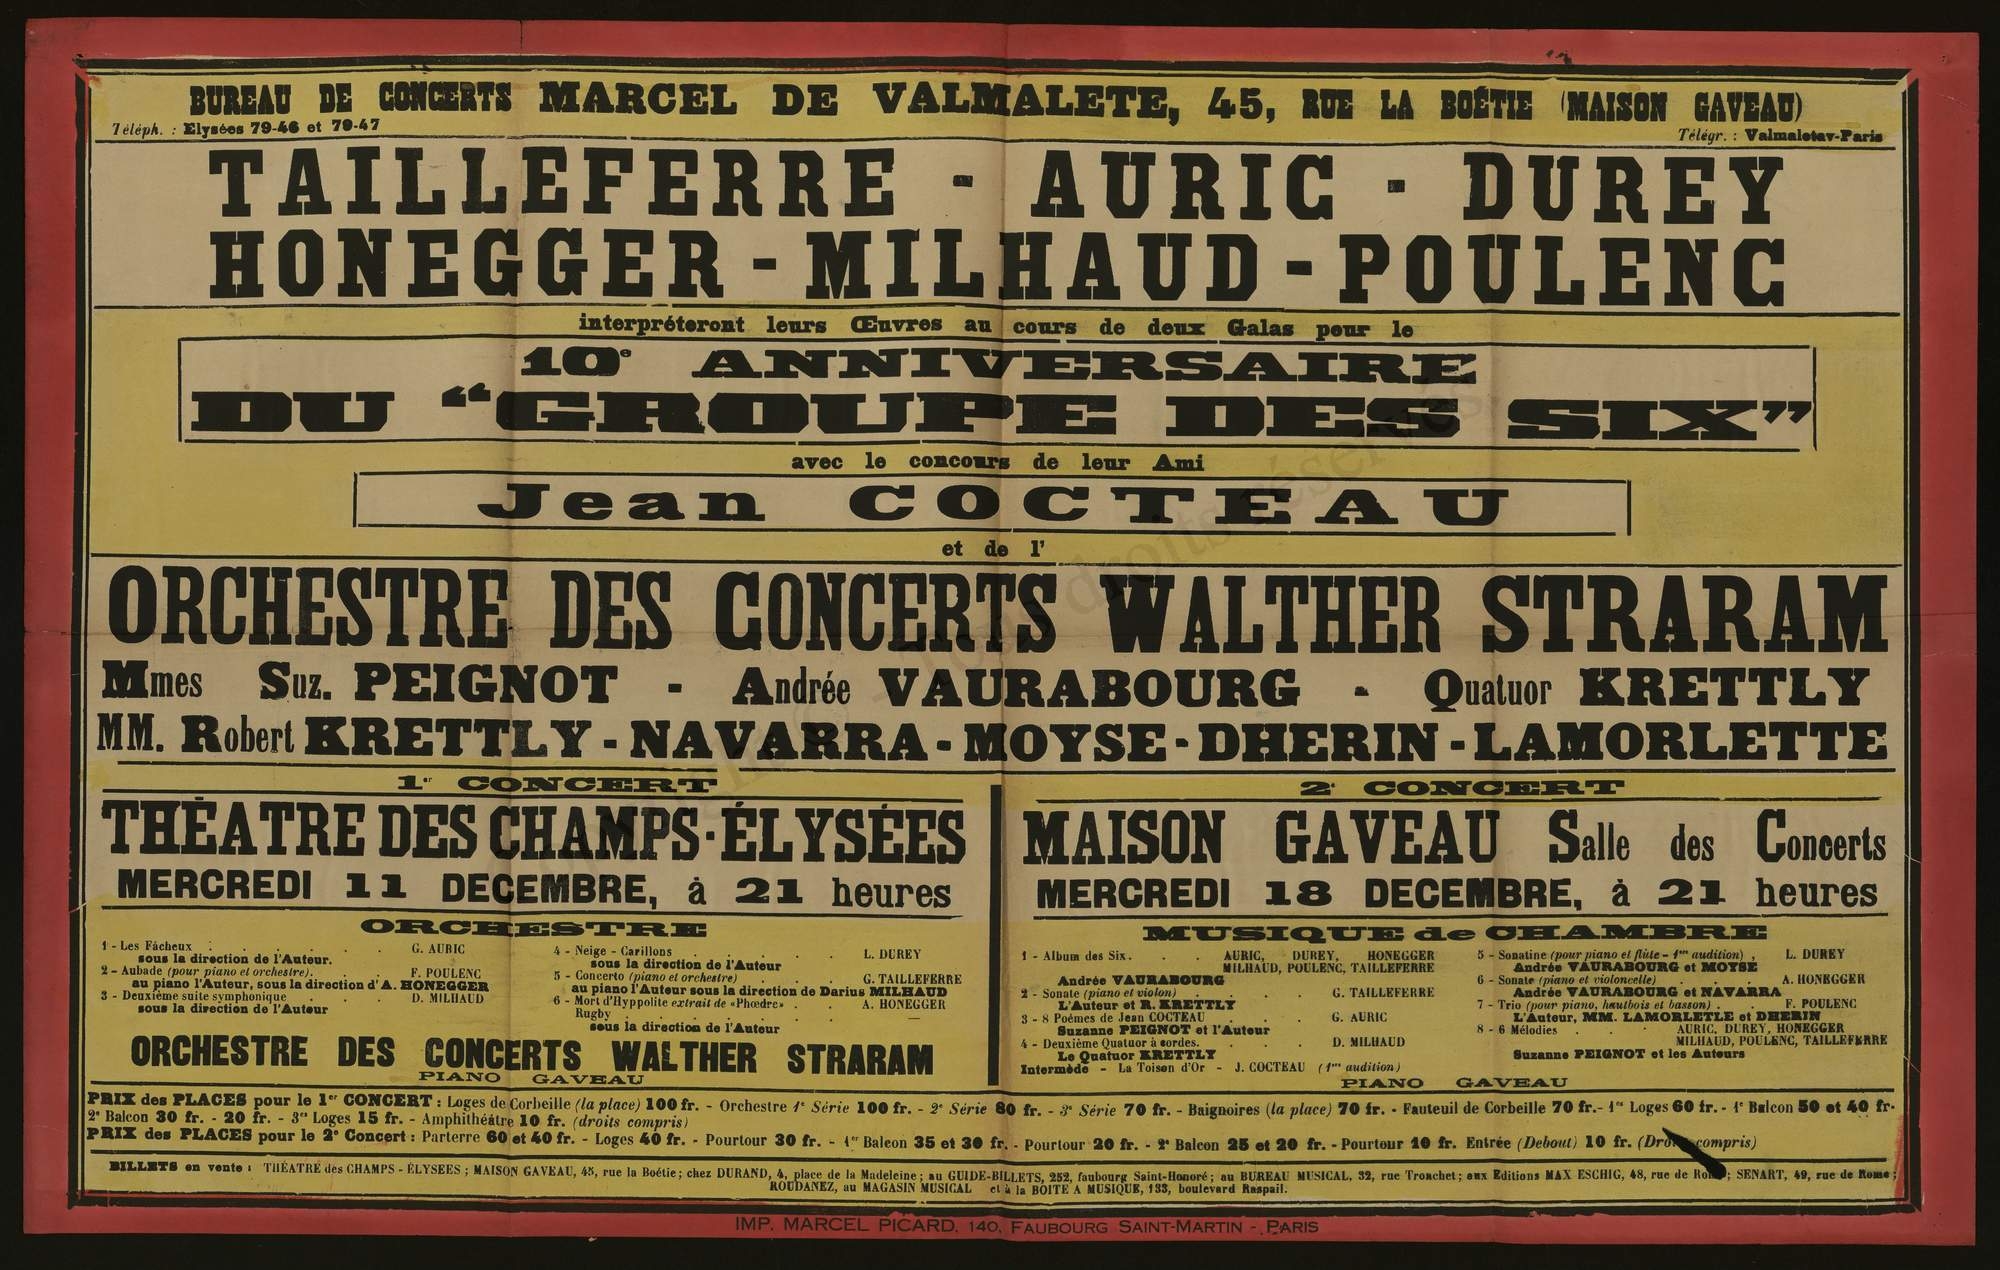 BUREAU DE CONCERTS MARCEL DE VALMALETE, 45, RUE LA BOÉTIE (MAISON GAVEAU)
Téléph. : Elysées 79-46 et 79-47
Télégr. : Valmaletav-Paris
TAILLEFERRE - AURIC - DUREY
HONEGGER - MILHAUD - POULENC
interpréteront leurs Œuvres au cours de deux Galas pour le
10e ANNIVERSAIRE
DU “GROUPE DES SIX”
avec le concours de leur Ami
Jean COCTEAU
et de l'
ORCHESTRE DES CONCERTS WALTHER STRARAM
Mmes Suz. PEIGNOT - Andrée VAURABOURG - Quatuor KRETTLY
MM. Robert KRETTLY - NAVARRA - MOYSE - DHERIN - LAMORLETTE
1er CONCERT
THÉATRE DES CHAMPS-ÉLYSÉES
MERCREDI 11 DECEMBRE, à 21 heures
ORCHESTRE
1 - Les Fâcheux . . . . . . G. AURIC
sous la direction de l'Auteur.
2 - Aubade (pour piano et orchestre). . . F. POULENC
au piano l'Auteur, sous la direction d'A. HONEGGER
3 - Deuxième suite symphonique . . . D. MILHAUD
sous la direction de l'Auteur
4 - Neige - Carillons . . . . L. DUREY
sous la direction de l'Auteur
5 - Concerto (piano et orchestre) . . . G. TAILLEFERRE
au piano l'Auteur sous la direction de Darius MILHAUD
6 - Mort d'Hyppolite extrait de «Phœdre» . . A. HONEGGER
Rugby . . . . . . —
sous la direction de l'Auteur
ORCHESTRE DES CONCERTS WALTHER STRARAM
PIANO GAVEAU
2e CONCERT
MAISON GAVEAU Salle des Concerts
MERCREDI 18 DECEMBRE, à 21 heures
MUSIQUE de CHAMBRE
1 - Album des Six. . . AURIC, DUREY, HONEGGER
MILHAUD, POULENC, TAILLEFERRE
Andrée VAURABOURG
2 - Sonate (piano et violon) . . . . G. TAILLEFERRE
L'Auteur et R. KRETTLY
3 - 8 Poèmes de Jean COCTEAU . . . G. AURIC
Suzanne PEIGNOT et l'Auteur
4 - Deuxième Quatuor à cordes. . . . D. MILHAUD
Le Quatuor KRETTLY
Intermède - La Toison d'Or - J. COCTEAU (1re audition)
5 - Sonatine (pour piano et flûte - 1re audition) , L. DUREY
Andrée VAURABOURG et MOYSE
6 - Sonate (piano et violoncelle) . . . A. HONEGGER
Andrée VAURABOURG et NAVARRA
7 - Trio (pour piano, hautbois et basson) . . F. POULENC
L'Auteur, MM. LAMORLETLE et DHERIN
8 - 6 Mélodies . . . AURIC, DUREY, HONEGGER
MILHAUD, POULENC, TAILLEFERRE
Suzanne PEIGNOT et les Auteurs
PIANO GAVEAU
PRIX des PLACES pour le 1er CONCERT : Loges de Corbeille (la place) 100 fr. - Orchestre 1e Série 100 fr. - 2e Série 80 fr. - 3e Série 70 fr. - Baignoires (la place) 70 fr. - Fauteuil de Corbeille 70 fr. - 1res Loges 60 fr. - 1e Balcon 50 et 40 fr.
2e Balcon 30 fr. - 20 fr. - 3es Loges 15 fr. - Amphithéâtre 10 fr. (droits compris)
PRIX des PLACES pour le 2e Concert : Parterre 60 et 40 fr. - Loges 40 fr. - Pourtour 30 fr. - 1er Balcon 35 et 30 fr. - Pourtour 20 fr. - 2e Balcon 25 et 20 fr. - Pourtour 10 fr. Entrée (Debout) 10 fr. (compris)
BILLETS en vente : THÉATRE des CHAMPS-ÉLYSÉES ; MAISON GAVEAU, 45, rue la Boétie ; chez DURAND, 4, place de la Madeleine ; au GUIDE-BILLETS, 252, faubourg Saint-Honoré ; au BUREAU MUSICAL, 32, rue Tronchet ; aux Editions MAX ESCHIG, 48, rue de ; SENART, 49, rue de Rome ;
ROUDANEZ, au MAGASIN MUSICAL et à la BOITE A MUSIQUE, 133, boulevard Raspail.
IMP. MARCEL PICARD. 140, FAUBOURG SAINT-MARTIN - PARIS